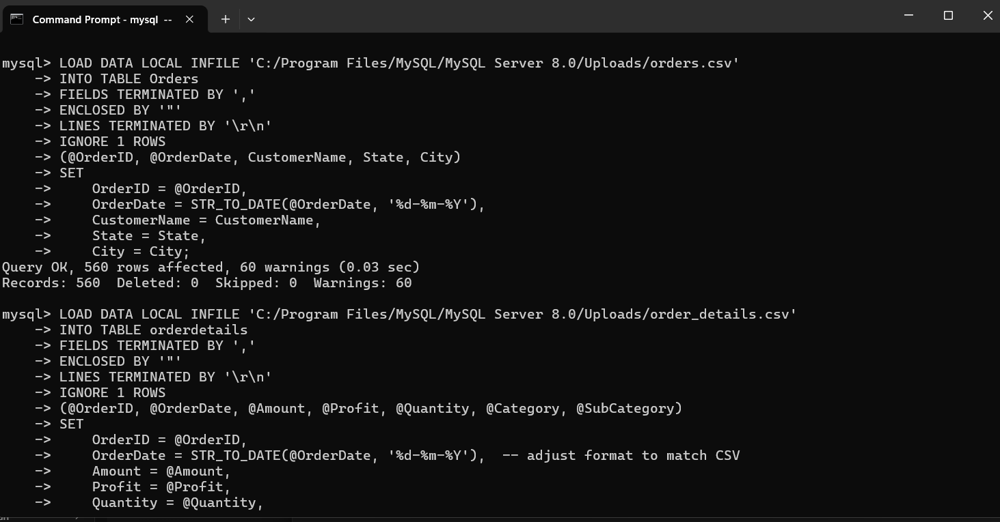 Command Prompt - mysql --
mysql> LOAD DATA LOCAL INFILE 'C:/Program Files/MySQL/MySQL Server 8.0/Uploads/orders.csv'
    -> INTO TABLE Orders
    -> FIELDS TERMINATED BY ','
    -> ENCLOSED BY '"'
    -> LINES TERMINATED BY '\r\n'
    -> IGNORE 1 ROWS
    -> (@OrderID, @OrderDate, CustomerName, State, City)
    -> SET
    ->     OrderID = @OrderID,
    ->     OrderDate = STR_TO_DATE(@OrderDate, '%d-%m-%Y'),
    ->     CustomerName = CustomerName,
    ->     State = State,
    ->     City = City;
Query OK, 560 rows affected, 60 warnings (0.03 sec)
Records: 560  Deleted: 0  Skipped: 0  Warnings: 60
mysql> LOAD DATA LOCAL INFILE 'C:/Program Files/MySQL/MySQL Server 8.0/Uploads/order_details.csv'
    -> INTO TABLE orderdetails
    -> FIELDS TERMINATED BY ','
    -> ENCLOSED BY '"'
    -> LINES TERMINATED BY '\r\n'
    -> IGNORE 1 ROWS
    -> (@OrderID, @OrderDate, @Amount, @Profit, @Quantity, @Category, @SubCategory)
    -> SET
    ->     OrderID = @OrderID,
    ->     OrderDate = STR_TO_DATE(@OrderDate, '%d-%m-%Y'),  -- adjust format to match CSV
    ->     Amount = @Amount,
    ->     Profit = @Profit,
    ->     Quantity = @Quantity,